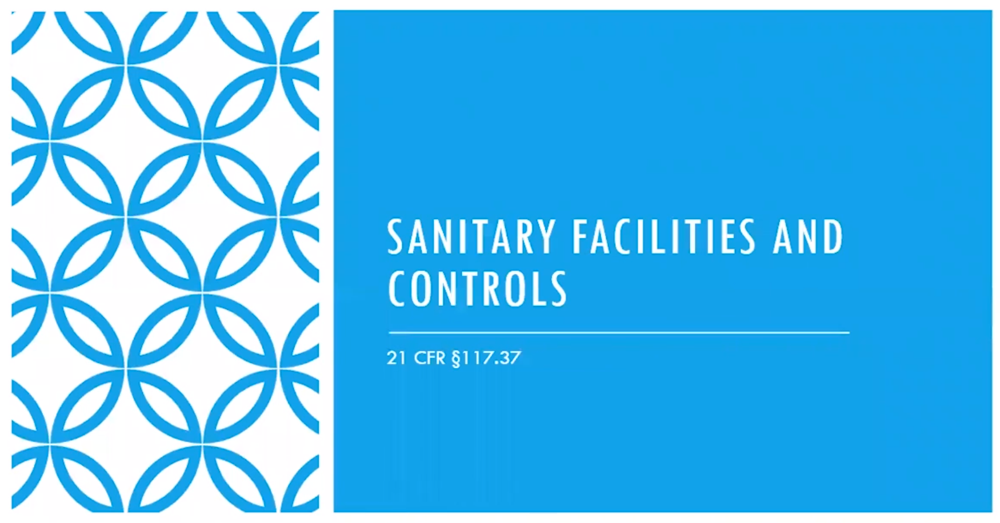 SANITARY FACILITIES AND
CONTROLS
21 CFR §117.37